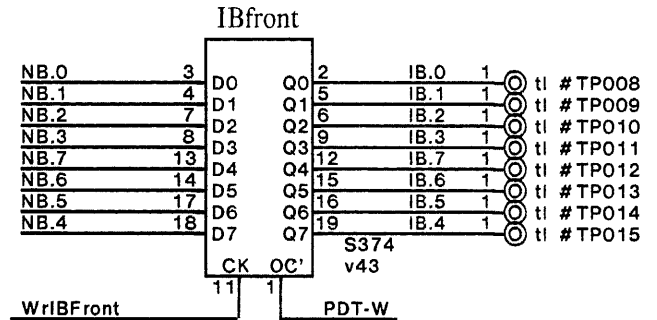 IBfront
NB.0 3 D0 Q0 2 IB.0 1 tl #TP008
NB.1 4 D1 Q1 5 IB.1 1 tl #TP009
NB.2 7 D2 Q2 6 IB.2 1 tl #TP010
NB.3 8 D3 Q3 9 IB.3 1 tl #TP011
NB.7 13 D4 Q4 12 IB.7 1 tl #TP012
NB.6 14 D5 Q5 15 IB.6 1 tl #TP013
NB.5 17 D6 Q6 16 IB.5 1 tl #TP014
NB.4 18 D7 Q7 19 IB.4 1 tl #TP015
S374
CK OC' v43
11 1
WrIBFront PDT-W